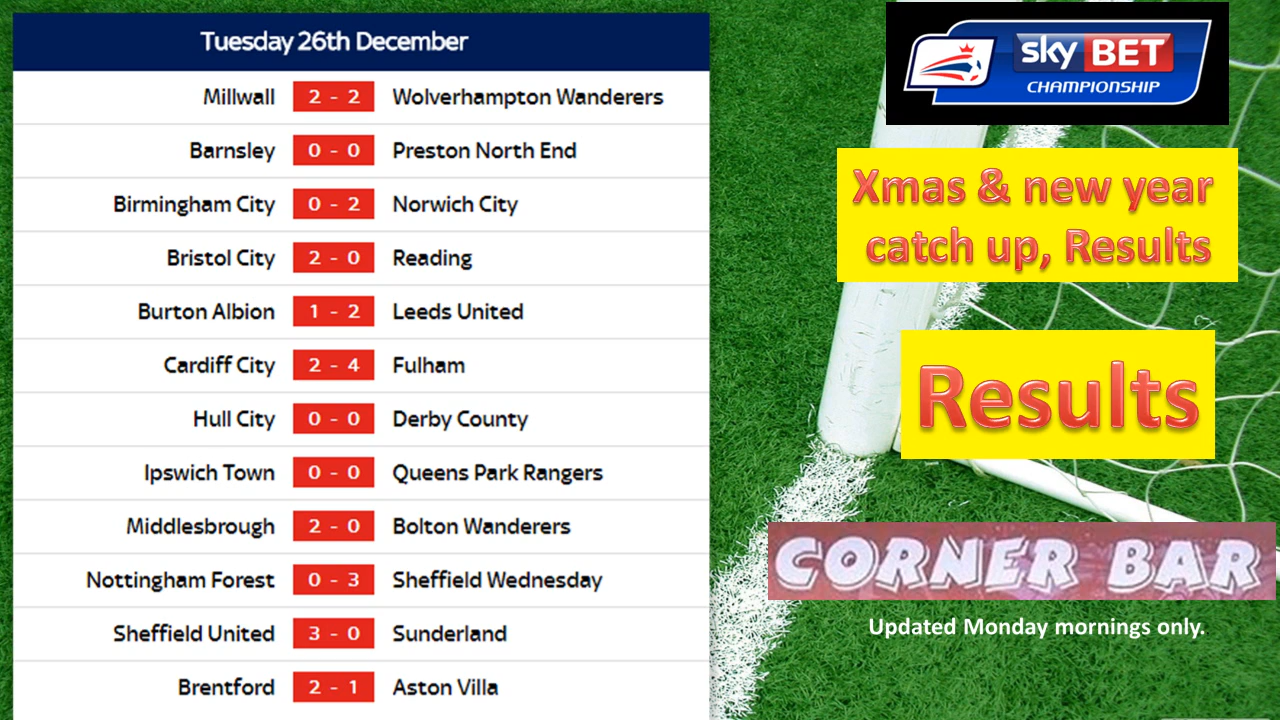 Tuesday 26th December
Millwall 2 - 2 Wolverhampton Wanderers
Barnsley 0 - 0 Preston North End
Birmingham City 0 - 2 Norwich City
Bristol City 2 - 0 Reading
Burton Albion 1 - 2 Leeds United
Cardiff City 2 - 4 Fulham
Hull City 0 - 0 Derby County
Ipswich Town 0 - 0 Queens Park Rangers
Middlesbrough 2 - 0 Bolton Wanderers
Nottingham Forest 0 - 3 Sheffield Wednesday
Sheffield United 3 - 0 Sunderland
Brentford 2 - 1 Aston Villa
sky BET
CHAMPIONSHIP
Xmas & new year
catch up, Results
Results
CORNER BAR
Updated Monday mornings only.